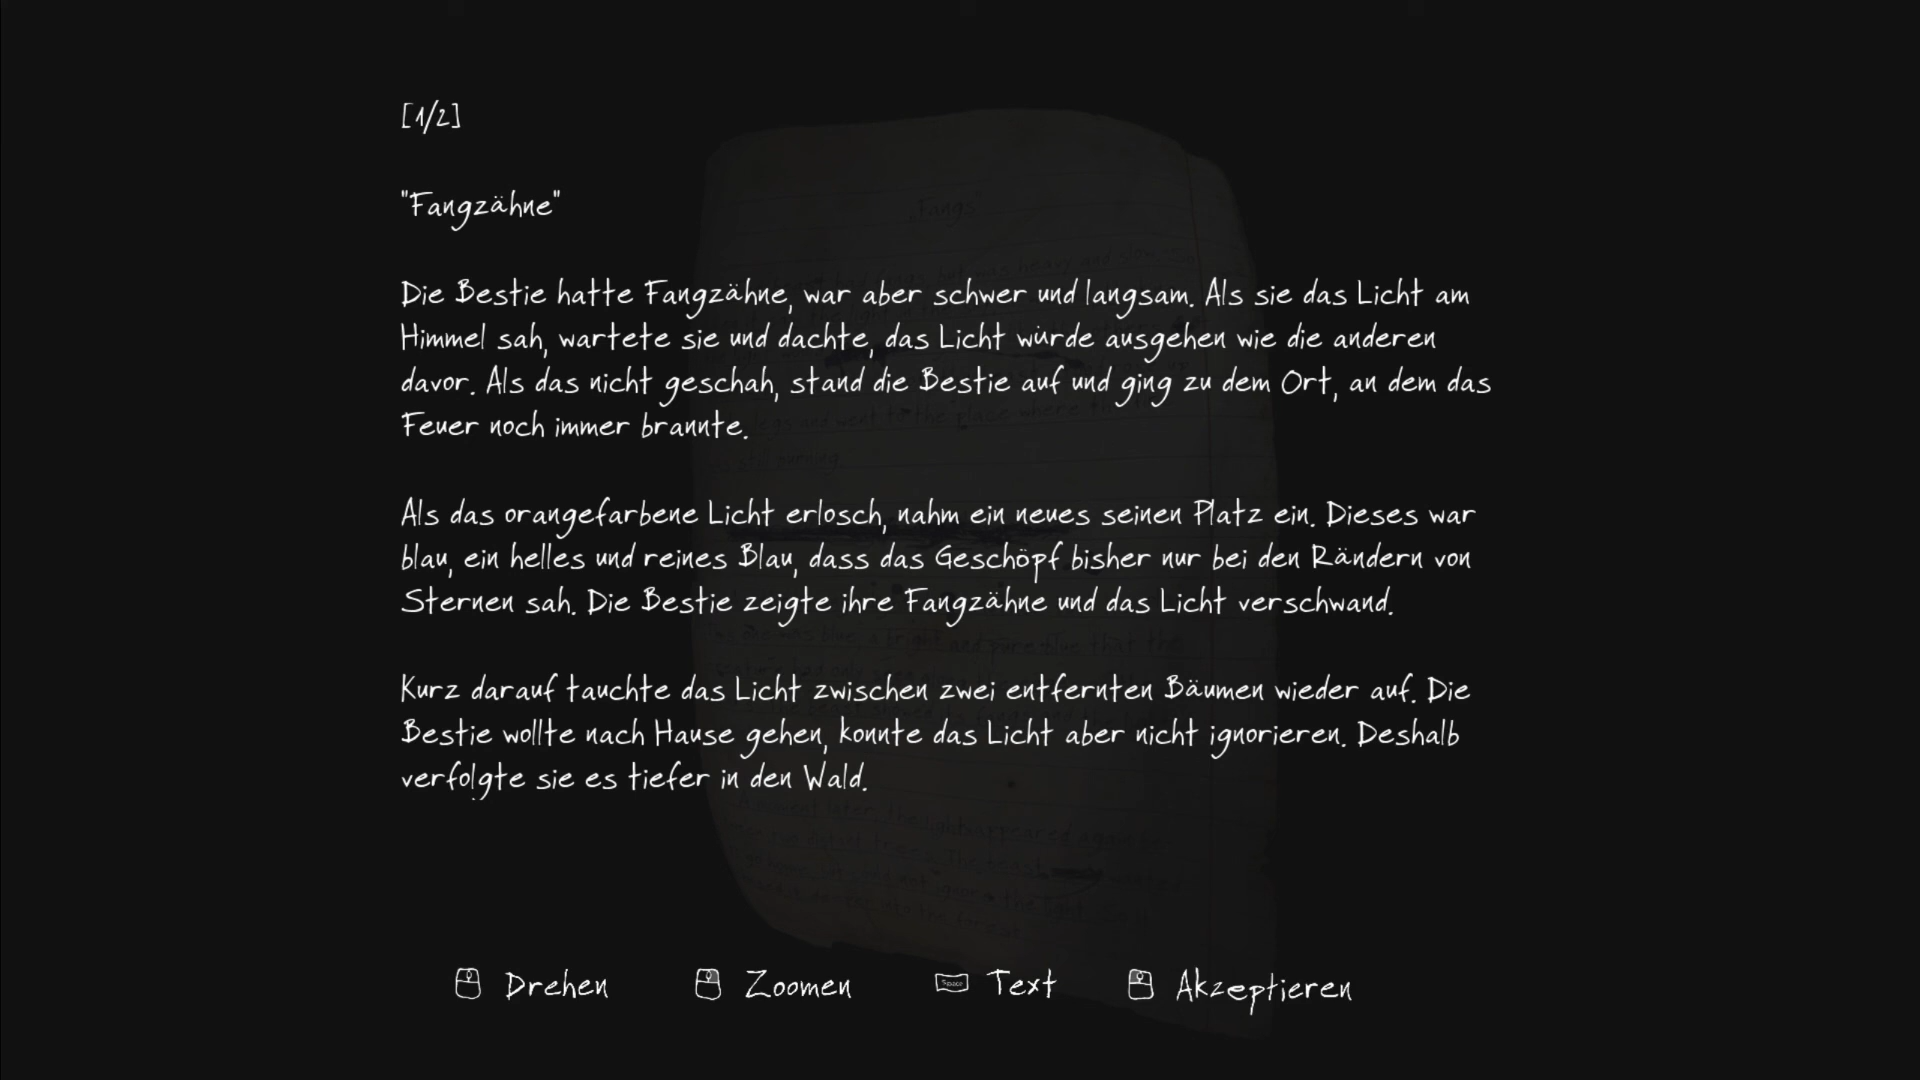 [1/2]
"Fangzähne"
Die Bestie hatte Fangzähne, war aber schwer und langsam. Als sie das Licht am
Himmel sah, wartete sie und dachte, das Licht würde ausgehen wie die anderen
davor. Als das nicht geschah, stand die Bestie auf und ging zu dem Ort, an dem das
Feuer noch immer brannte.
Als das orangefarbene Licht erlosch, nahm ein neues seinen Platz ein. Dieses war
blau, ein helles und reines Blau, dass das Geschöpf bisher nur bei den Rändern von
Sternen sah. Die Bestie zeigte ihre Fangzähne und das Licht verschwand.
Kurz darauf tauchte das Licht zwischen zwei entfernten Bäumen wieder auf. Die
Bestie wollte nach Hause gehen, konnte das Licht aber nicht ignorieren. Deshalb
verfolgte sie es tiefer in den Wald.
Drehen Zoomen Space Text Akzeptieren